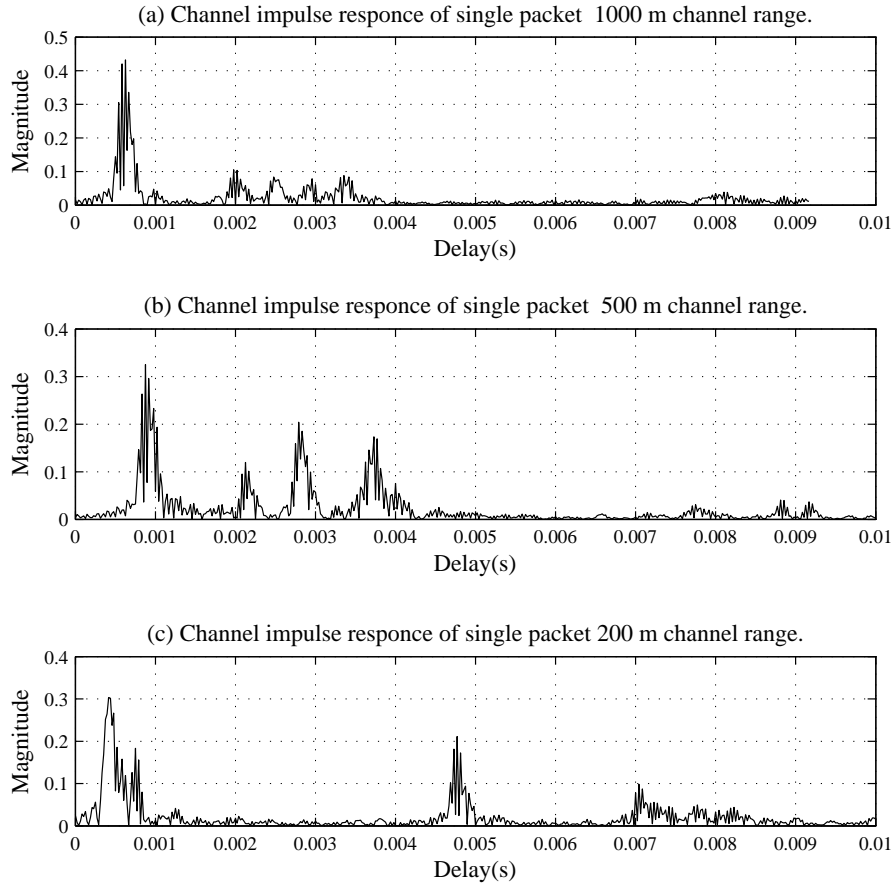 (a) Channel impulse responce of single packet  1000 m channel range.
0.5
0.4
0.3
0.2
0.1
0
Magnitude
0 0.001 0.002 0.003 0.004 0.005 0.006 0.007 0.008 0.009 0.01
Delay(s)
(b) Channel impulse responce of single packet  500 m channel range.
0.4
0.3
0.2
0.1
0
Magnitude
0 0.001 0.002 0.003 0.004 0.005 0.006 0.007 0.008 0.009 0.01
Delay(s)
(c) Channel impulse responce of single packet 200 m channel range.
0.4
0.3
0.2
0.1
0
Magnitude
0 0.001 0.002 0.003 0.004 0.005 0.006 0.007 0.008 0.009 0.01
Delay(s)